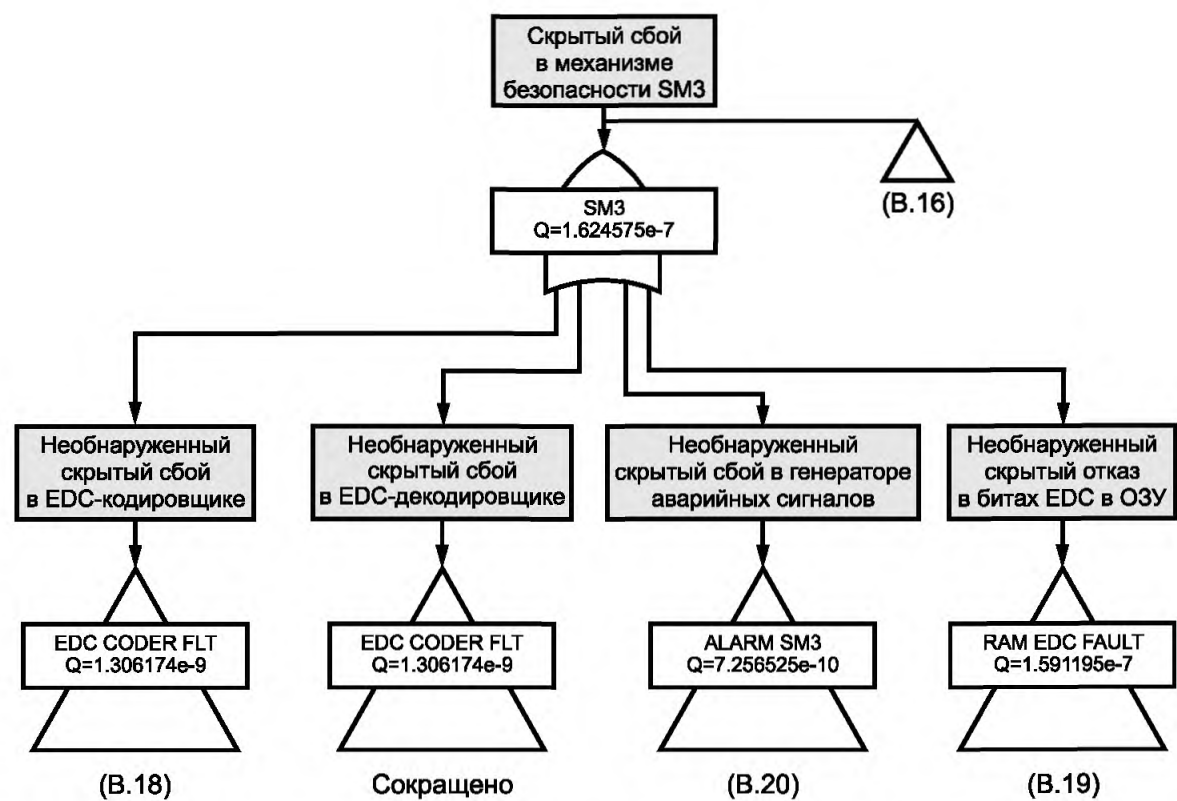 Скрытый сбой
в механизме
безопасности SM3
(B.16)
SM3
Q=1.624575e-7
Необнаруженный
скрытый сбой
в EDC-кодировщике
Необнаруженный
скрытый сбой
в EDC-декодировщике
Необнаруженный
скрытый сбой в генераторе
аварийных сигналов
Необнаруженный
скрытый отказ
в битах EDC в ОЗУ
EDC CODER FLT
Q=1.306174e-9
EDC CODER FLT
Q=1.306174e-9
ALARM SM3
Q=7.256525e-10
RAM EDC FAULT
Q=1.591195e-7
(B.18)
Сокращено
(B.20)
(B.19)